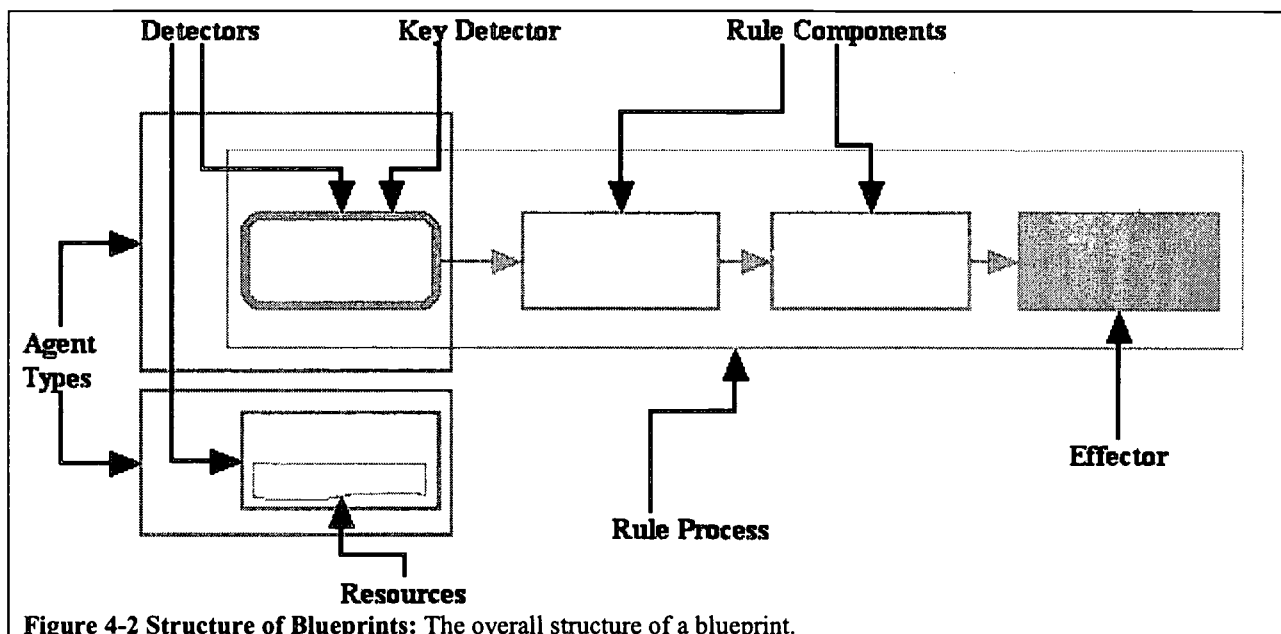 Detectors
Key Detector
Rule Components
Agent
Types
Effector
Rule Process
Resources
Figure 4-2 Structure of Blueprints: The overall structure of a blueprint.